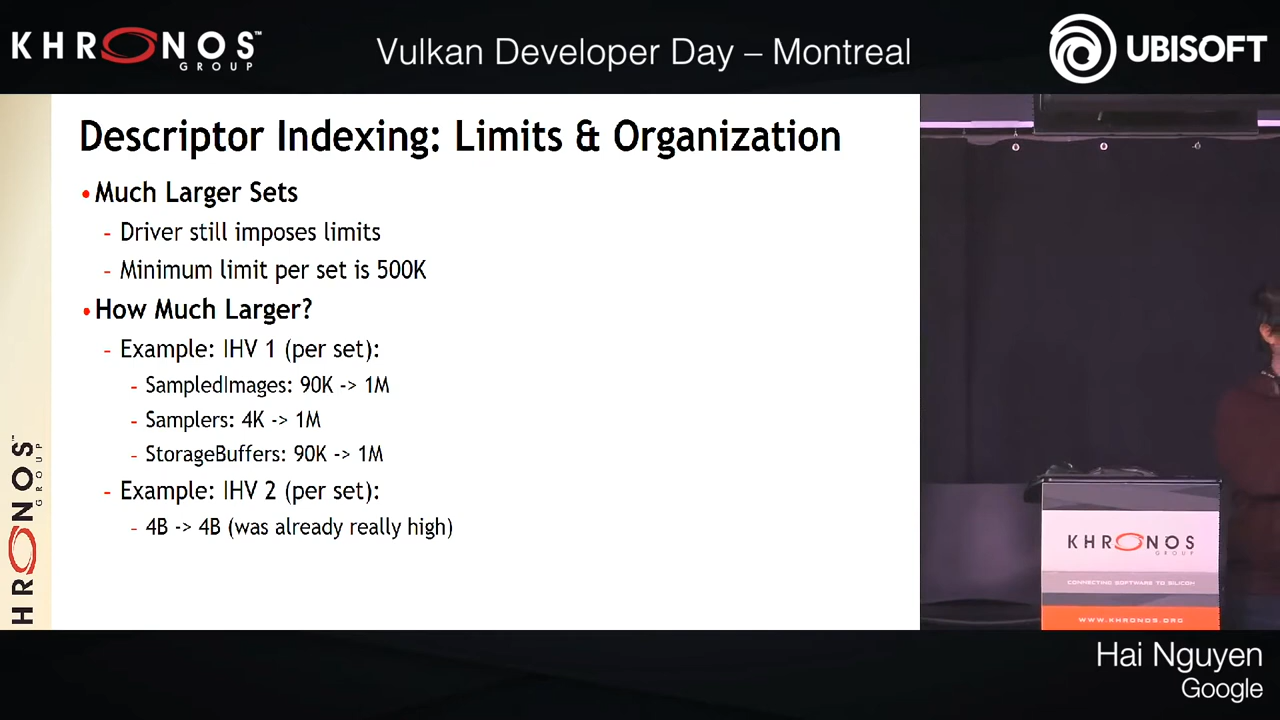 KHRONOS™
GROUP
Vulkan Developer Day – Montreal
UBISOFT
Descriptor Indexing: Limits & Organization
•Much Larger Sets
- Driver still imposes limits
- Minimum limit per set is 500K
•How Much Larger?
- Example: IHV 1 (per set):
- SampledImages: 90K -> 1M
- Samplers: 4K -> 1M
- StorageBuffers: 90K -> 1M
- Example: IHV 2 (per set):
- 4B -> 4B (was already really high)
KHRONOS™
GROUP
KHRONOS
GROUP
CONNECTING SOFTWARE TO SILICON
WWW.KHRONOS.ORG
Hai Nguyen
Google